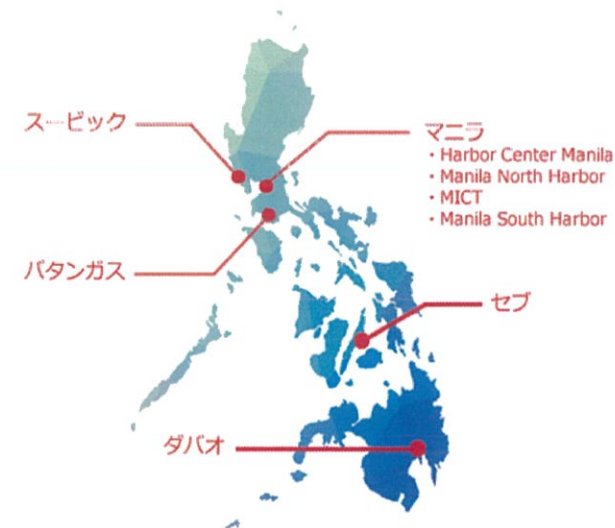 スービック
マニラ
・Harbor Center Manila
・Manila North Harbor
・MICT
・Manila South Harbor
バタンガス
セブ
ダバオ